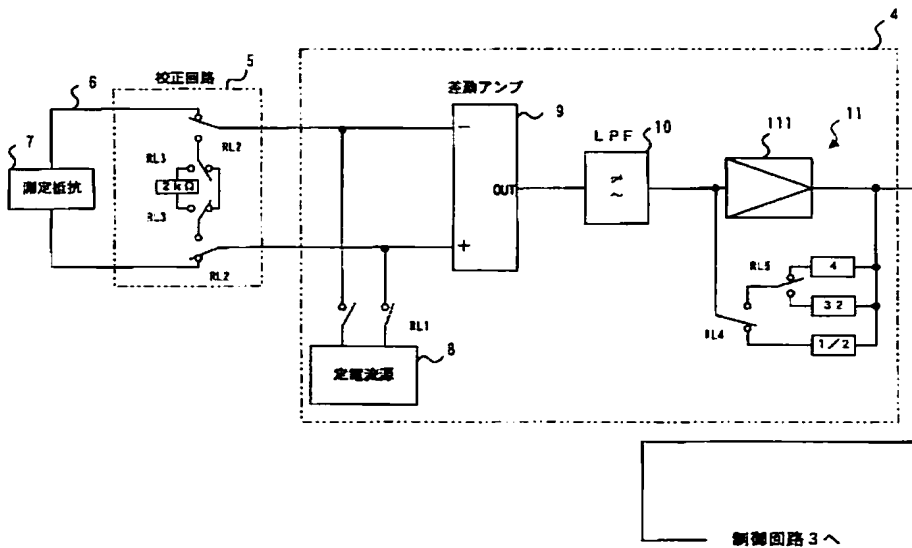 4
校正回路
5
6
差動アンプ
9
7
LPF
10
111
11
RL2
RL3
2kΩ
測定抵抗
OUT
RL3
RL2
RL5
4
32
RL4
1/2
RL1
8
定電流源
制御回路3へ